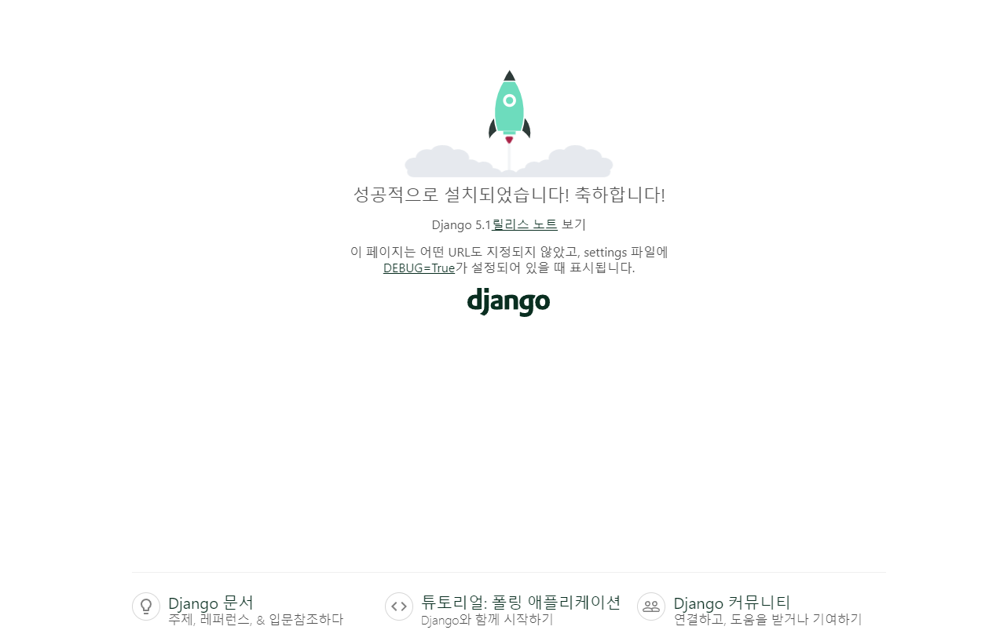 성공적으로 설치되었습니다! 축하합니다!
Django 5.1릴리스 노트 보기
이 페이지는 어떤 URL도 지정되지 않았고, settings 파일에
DEBUG=True가 설정되어 있을 때 표시됩니다.
django
Django 문서
주제, 레퍼런스, & 입문참조하다
튜토리얼: 폴링 애플리케이션
Django와 함께 시작하기
Django 커뮤니티
연결하고, 도움을 받거나 기여하기